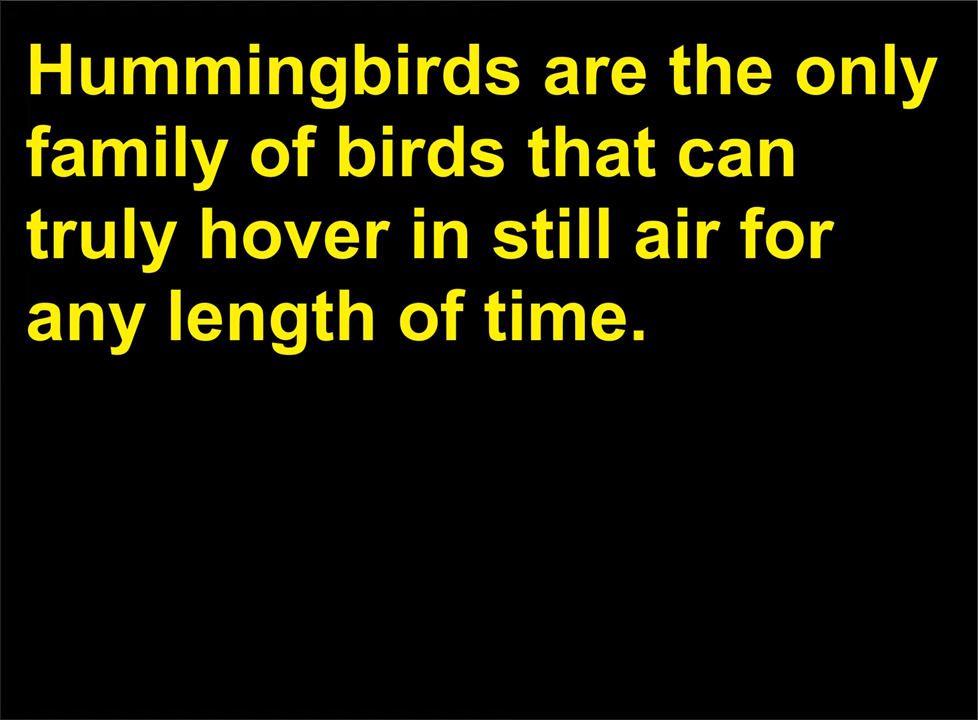 Hummingbirds are the only
family of birds that can
truly hover in still air for
any length of time.